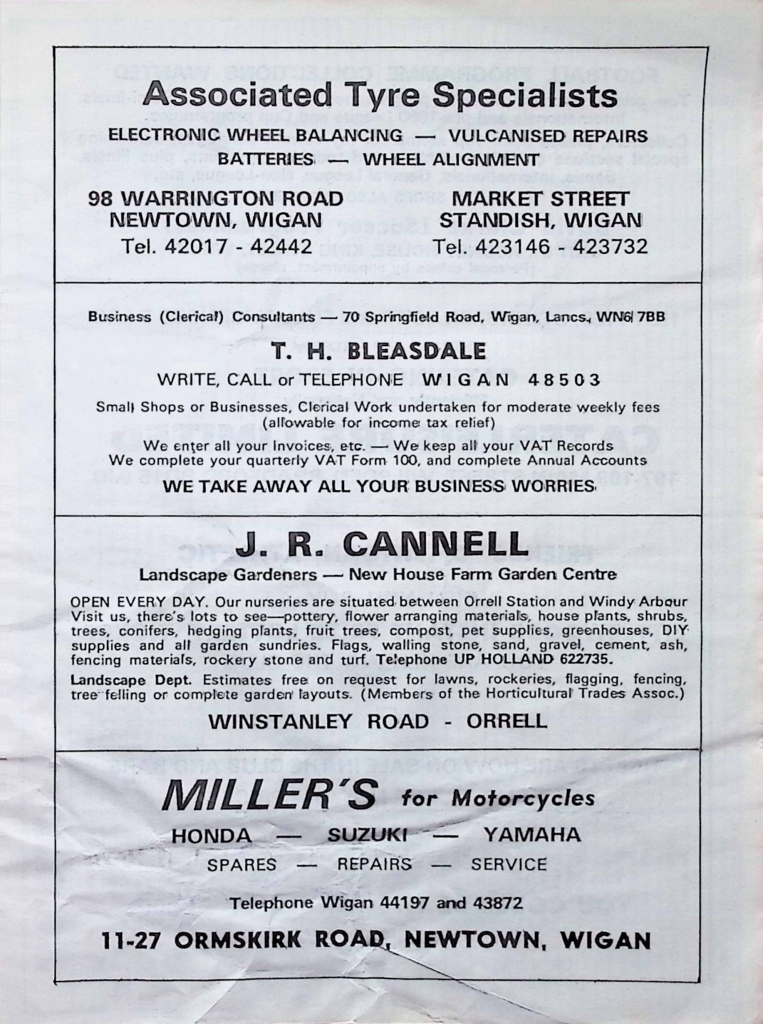 Associated Tyre Specialists
ELECTRONIC WHEEL BALANCING — VULCANISED REPAIRS
BATTERIES — WHEEL ALIGNMENT
98 WARRINGTON ROAD
NEWTOWN, WIGAN
Tel. 42017 - 42442
MARKET STREET
STANDISH, WIGAN
Tel. 423146 - 423732
Business (Clerical) Consultants — 70 Springfield Road, Wigan, Lancs., WN6 7BB
T. H. BLEASDALE
WRITE, CALL or TELEPHONE WIGAN 48503
Small Shops or Businesses, Clerical Work undertaken for moderate weekly fees
(allowable for income tax relief)
We enter all your Invoices, etc. — We keep all your VAT Records
We complete your quarterly VAT Form 100, and complete Annual Accounts
WE TAKE AWAY ALL YOUR BUSINESS WORRIES
J. R. CANNELL
Landscape Gardeners — New House Farm Garden Centre
OPEN EVERY DAY. Our nurseries are situated between Orrell Station and Windy Arbour
Visit us, there's lots to see—pottery, flower arranging materials, house plants, shrubs,
trees, conifers, hedging plants, fruit trees, compost, pet supplies, greenhouses, DIY
supplies and all garden sundries. Flags, walling stone, sand, gravel, cement, ash,
fencing materials, rockery stone and turf. Telephone UP HOLLAND 622735.
Landscape Dept. Estimates free on request for lawns, rockeries, flagging, fencing,
tree felling or complete garden layouts. (Members of the Horticultural Trades Assoc.)
WINSTANLEY ROAD - ORRELL
MILLER'S for Motorcycles
HONDA — SUZUKI — YAMAHA
SPARES — REPAIRS — SERVICE
Telephone Wigan 44197 and 43872
11-27 ORMSKIRK ROAD, NEWTOWN, WIGAN